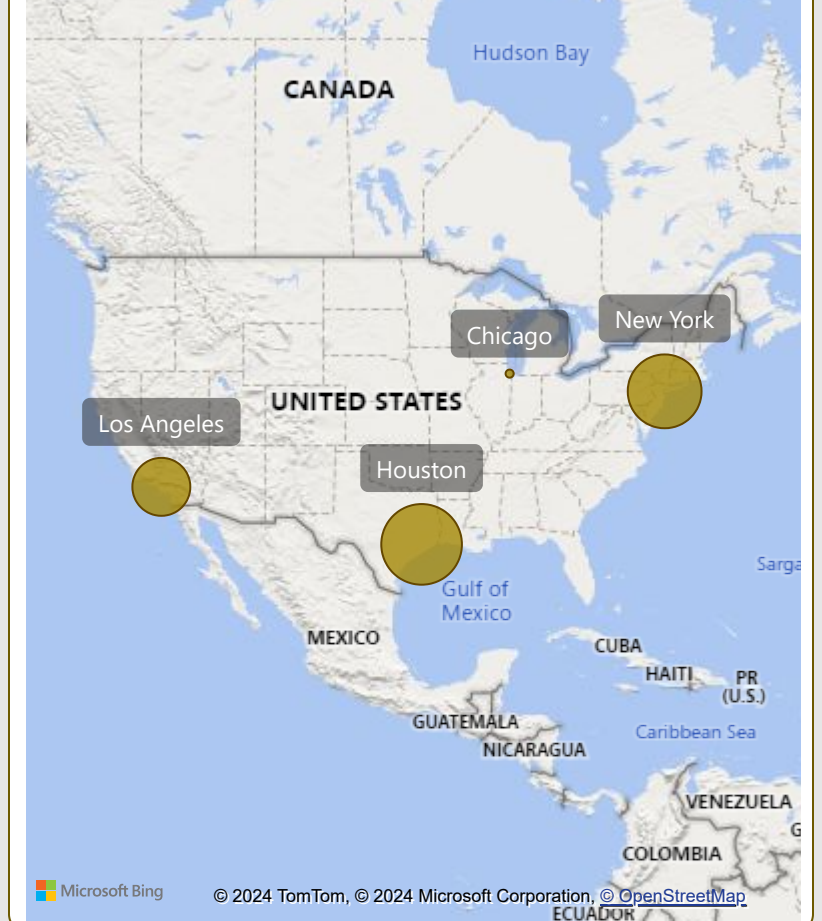 Hudson Bay
CANADA
New York
Chicago
UNITED STATES
Los Angeles
Houston
Sarga
Gulf of
Mexico
MEXICO
CUBA
HAITI
PR
(U.S.)
GUATEMALA
Caribbean Sea
NICARAGUA
VENEZUELA
G
COLOMBIA
Microsoft Bing
© 2024 TomTom, © 2024 Microsoft Corporation, © OpenStreetMap
ECUADOR